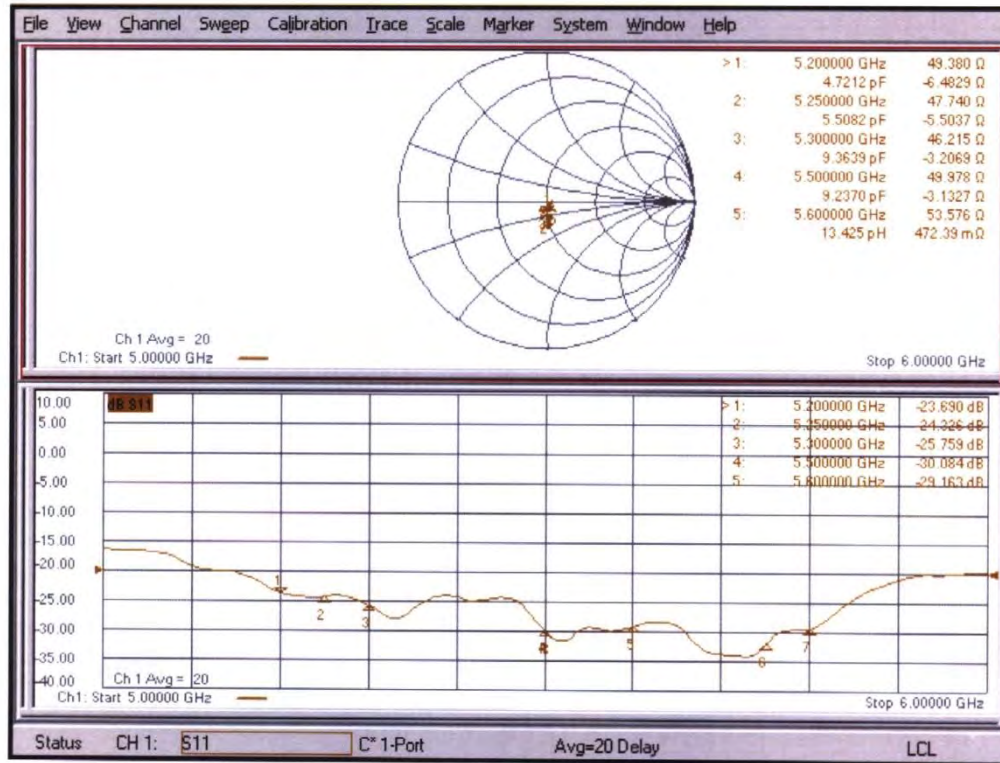 File View Channel Sweep Calibration Trace Scale Marker System Window Help
> 1: 5.200000 GHz 49.380 Ω
4.7212 pF -6.4829 Ω
2: 5.250000 GHz 47.740 Ω
5.5082 pF -5.5037 Ω
3: 5.300000 GHz 46.215 Ω
9.3639 pF -3.2069 Ω
4: 5.500000 GHz 49.978 Ω
9.2370 pF -3.1327 Ω
5: 5.600000 GHz 53.576 Ω
13.425 pH 472.39 mΩ
Ch 1 Avg = 20
Ch1: Start 5.00000 GHz
Stop 6.00000 GHz
10.00
5.00
0.00
-5.00
-10.00
-15.00
-20.00
-25.00
-30.00
-35.00
-40.00
dB S11
> 1: 5.200000 GHz -23.690 dB
2: 5.250000 GHz -24.326 dB
3: 5.300000 GHz -25.759 dB
4: 5.500000 GHz -30.084 dB
5: 5.600000 GHz -29.163 dB
1
2
3
5
6
7
Ch 1 Avg = 20
Ch1: Start 5.00000 GHz
Stop 6.00000 GHz
Status CH 1: S11 C* 1-Port Avg=20 Delay LCL